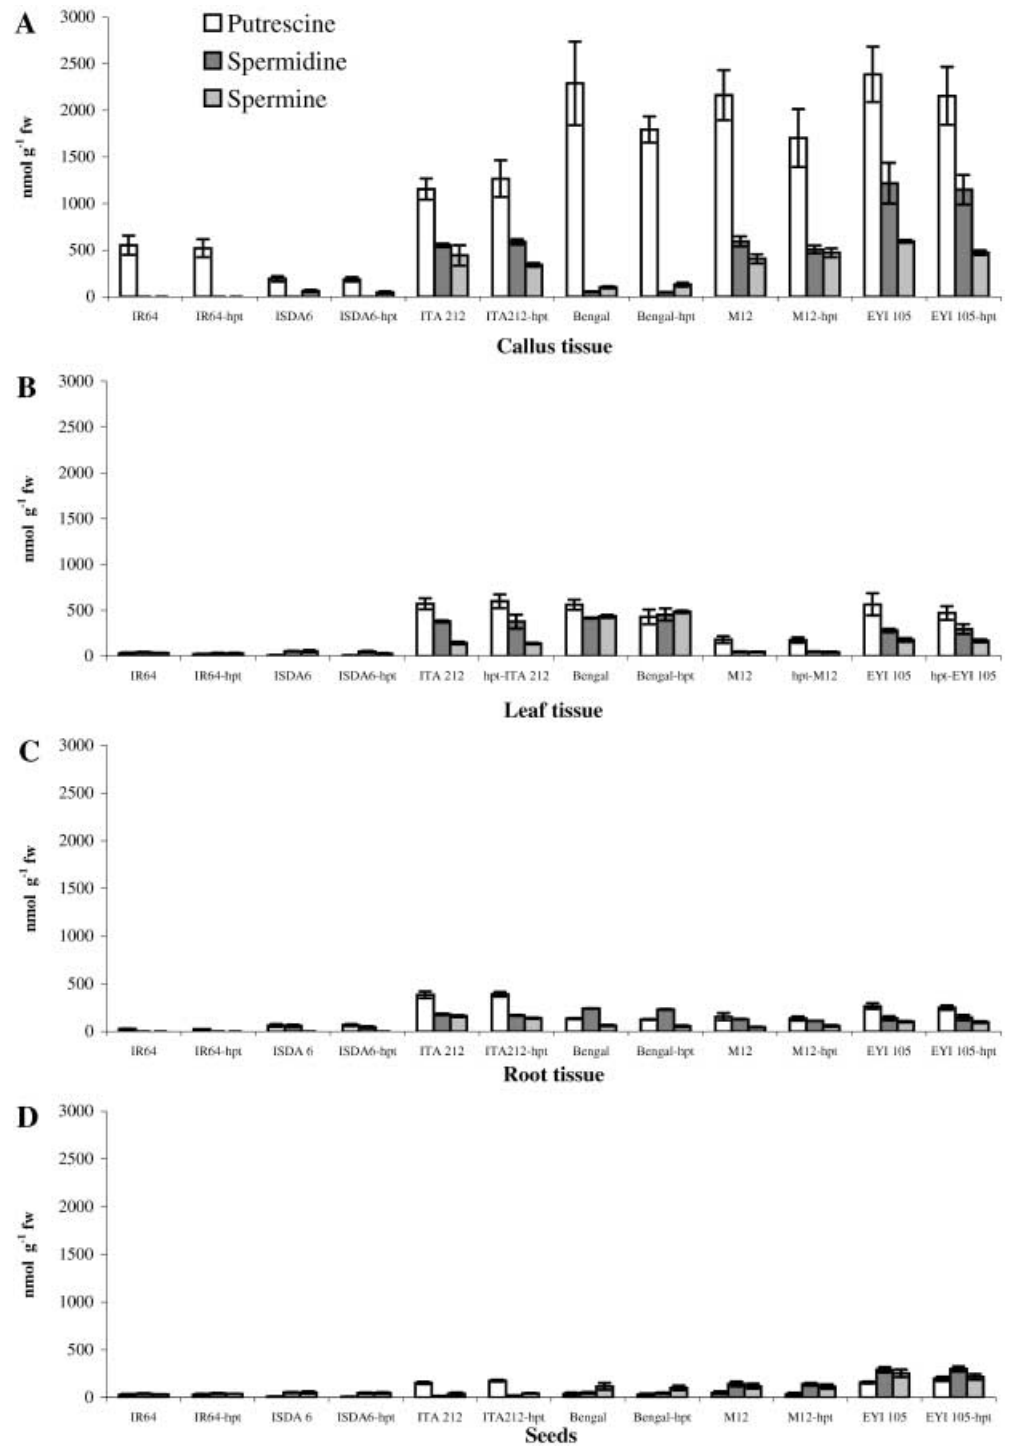 A
Putrescine
Spermidine
Spermine
nmol g-1 fw
3000
2500
2000
1500
1000
500
0
IR64 IR64-hpt ISDA6 ISDA6-hpt ITA 212 ITA212-hpt Bengal Bengal-hpt M12 M12-hpt EYI 105 EYI 105-hpt
Callus tissue
B
nmol g-1 fw
3000
2500
2000
1500
1000
500
0
IR64 IR64-hpt ISDA6 ISDA6-hpt ITA 212 hpt-ITA 212 Bengal Bengal-hpt M12 hpt-M12 EYI 105 hpt-EYI 105
Leaf tissue
C
nmol g-1 fw
3000
2500
2000
1500
1000
500
0
IR64 IR64-hpt ISDA 6 ISDA6-hpt ITA 212 ITA212-hpt Bengal Bengal-hpt M12 M12-hpt EYI 105 EYI 105-hpt
Root tissue
D
nmol g-1 fw
3000
2500
2000
1500
1000
500
0
IR64 IR64-hpt ISDA 6 ISDA6-hpt ITA 212 ITA212-hpt Bengal Bengal-hpt M12 M12-hpt EYI 105 EYI 105-hpt
Seeds